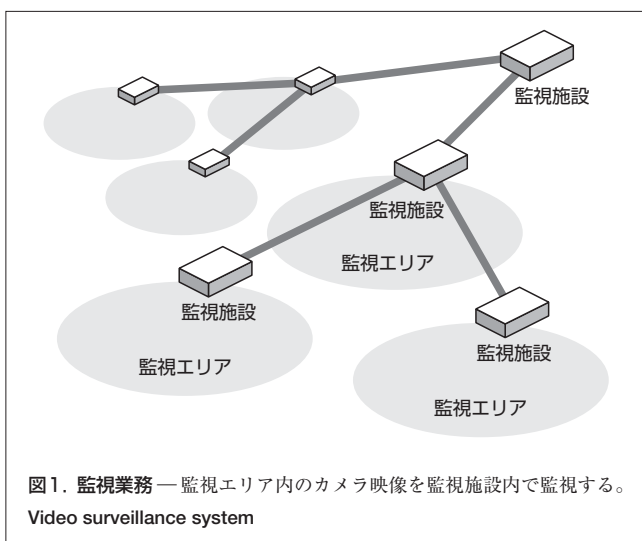 監視施設
監視施設
監視エリア
監視施設
監視施設
監視エリア
監視エリア
図1. 監視業務 — 監視エリア内のカメラ映像を監視施設内で監視する。
Video surveillance system